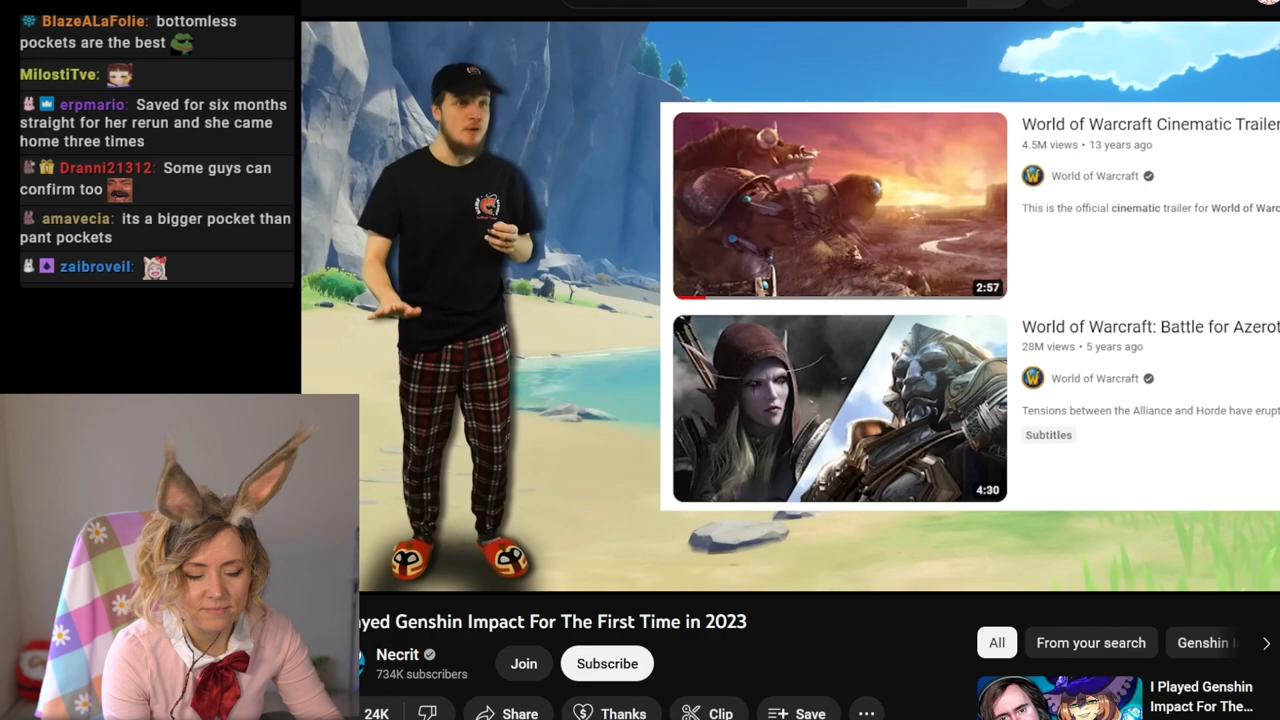 BlazeALaFolie: bottomless
pockets are the best
MilostiTve:
erpmario: Saved for six months
straight for her rerun and she came
home three times
Dranni21312: Some guys can
confirm too
amavecia: its a bigger pocket than
pant pockets
zaibroveil:
World of Warcraft Cinematic Trailer
4.5M views • 13 years ago
World of Warcraft
This is the official cinematic trailer for World of Warc
2:57
World of Warcraft: Battle for Azerot
28M views • 5 years ago
World of Warcraft
Tensions between the Alliance and Horde have erupt
Subtitles
4:30
ayed Genshin Impact For The First Time in 2023
Necrit
734K subscribers
Join
Subscribe
24K
Share
Thanks
Clip
Save
All
From your search
Genshin I
I Played Genshin
Impact For The...